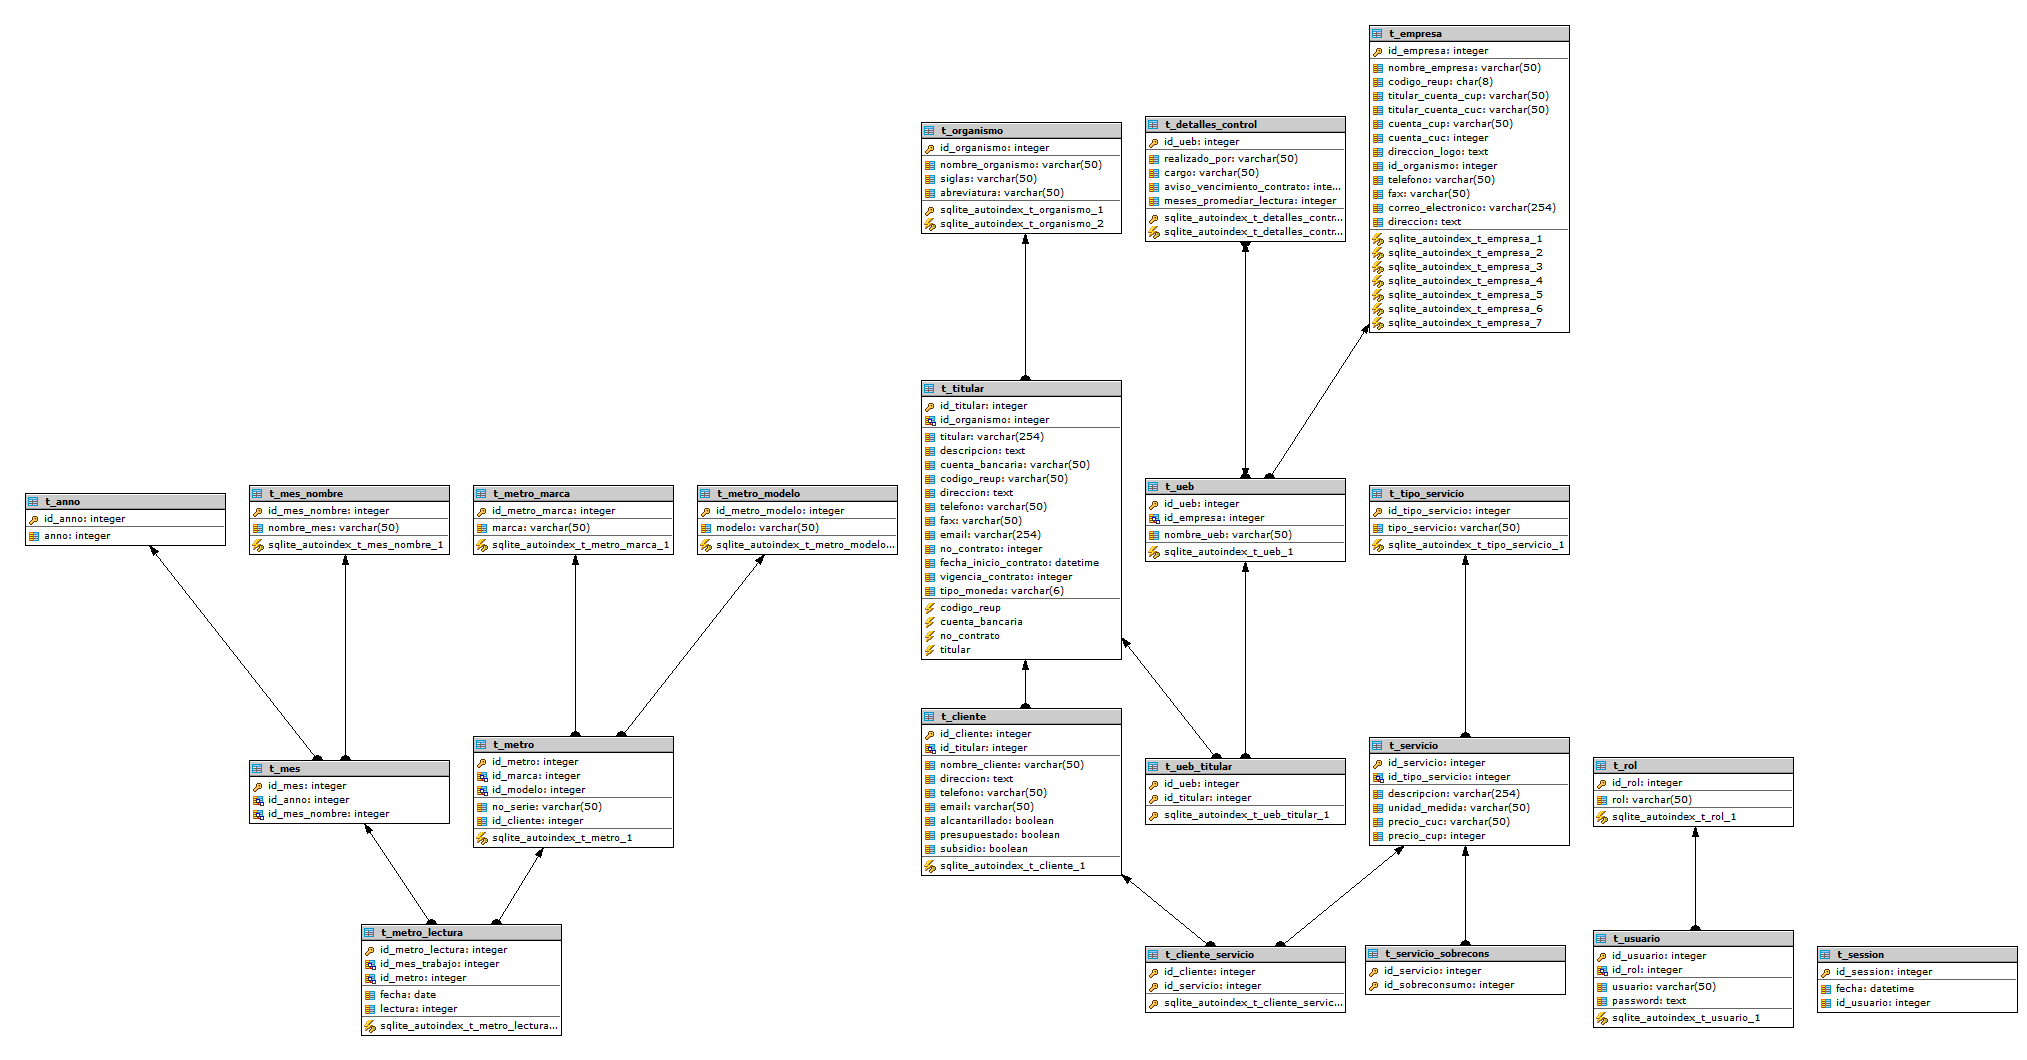 t_empresa
id_empresa: integer
nombre_empresa: varchar(50)
codigo_reup: char(8)
titular_cuenta_cup: varchar(50)
titular_cuenta_cuc: varchar(50)
cuenta_cup: varchar(50)
cuenta_cuc: integer
direccion_logo: text
id_organismo: integer
telefono: varchar(50)
fax: varchar(50)
correo_electronico: varchar(254)
direccion: text
sqlite_autoindex_t_empresa_1
sqlite_autoindex_t_empresa_2
sqlite_autoindex_t_empresa_3
sqlite_autoindex_t_empresa_4
sqlite_autoindex_t_empresa_5
sqlite_autoindex_t_empresa_6
sqlite_autoindex_t_empresa_7
t_organismo
id_organismo: integer
nombre_organismo: varchar(50)
siglas: varchar(50)
abreviatura: varchar(50)
sqlite_autoindex_t_organismo_1
sqlite_autoindex_t_organismo_2
t_detalles_control
id_ueb: integer
realizado_por: varchar(50)
cargo: varchar(50)
aviso_vencimiento_contrato: inte...
meses_promediar_lectura: integer
sqlite_autoindex_t_detalles_contr...
sqlite_autoindex_t_detalles_contr...
t_titular
id_titular: integer
id_organismo: integer
titular: varchar(254)
descripcion: text
cuenta_bancaria: varchar(50)
codigo_reup: varchar(50)
direccion: text
telefono: varchar(50)
fax: varchar(50)
email: varchar(254)
no_contrato: integer
fecha_inicio_contrato: datetime
vigencia_contrato: integer
tipo_moneda: varchar(6)
codigo_reup
cuenta_bancaria
no_contrato
titular
t_anno
id_anno: integer
anno: integer
t_mes_nombre
id_mes_nombre: integer
nombre_mes: varchar(50)
sqlite_autoindex_t_mes_nombre_1
t_metro_marca
id_metro_marca: integer
marca: varchar(50)
sqlite_autoindex_t_metro_marca_1
t_metro_modelo
id_metro_modelo: integer
modelo: varchar(50)
sqlite_autoindex_t_metro_modelo...
t_ueb
id_ueb: integer
id_empresa: integer
nombre_ueb: varchar(50)
sqlite_autoindex_t_ueb_1
t_tipo_servicio
id_tipo_servicio: integer
tipo_servicio: varchar(50)
sqlite_autoindex_t_tipo_servicio_1
t_mes
id_mes: integer
id_anno: integer
id_mes_nombre: integer
t_metro
id_metro: integer
id_marca: integer
id_modelo: integer
no_serie: varchar(50)
id_cliente: integer
sqlite_autoindex_t_metro_1
t_cliente
id_cliente: integer
id_titular: integer
nombre_cliente: varchar(50)
direccion: text
telefono: varchar(50)
email: varchar(50)
alcantarillado: boolean
presupuestado: boolean
subsidio: boolean
sqlite_autoindex_t_cliente_1
t_ueb_titular
id_ueb: integer
id_titular: integer
sqlite_autoindex_t_ueb_titular_1
t_servicio
id_servicio: integer
id_tipo_servicio: integer
descripcion: varchar(254)
unidad_medida: varchar(50)
precio_cuc: varchar(50)
precio_cup: integer
t_rol
id_rol: integer
rol: varchar(50)
sqlite_autoindex_t_rol_1
t_metro_lectura
id_metro_lectura: integer
id_mes_trabajo: integer
id_metro: integer
fecha: date
lectura: integer
sqlite_autoindex_t_metro_lectura...
t_cliente_servicio
id_cliente: integer
id_servicio: integer
sqlite_autoindex_t_cliente_servic...
t_servicio_sobrecons
id_servicio: integer
id_sobreconsumo: integer
t_usuario
id_usuario: integer
id_rol: integer
usuario: varchar(50)
password: text
sqlite_autoindex_t_usuario_1
t_session
id_session: integer
fecha: datetime
id_usuario: integer